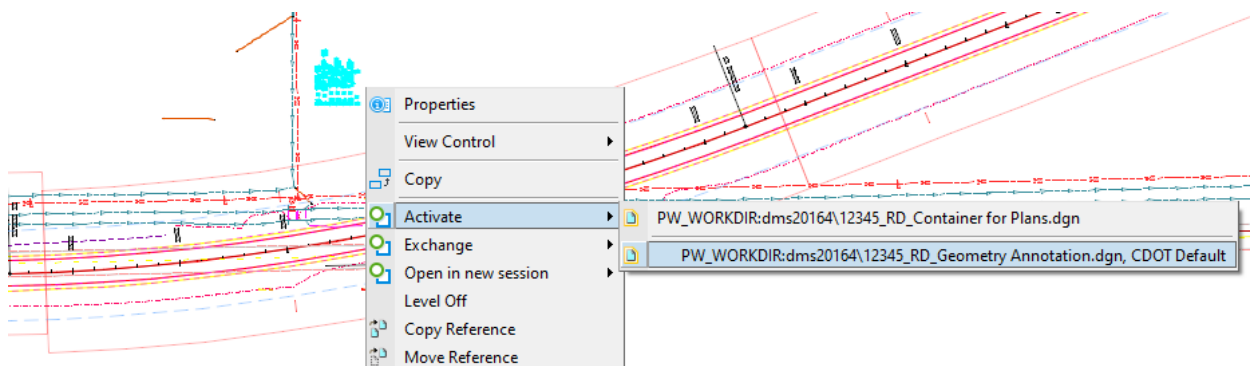 Properties
View Control
Copy
Activate
PW_WORKDIR:dms20164\12345_RD_Container for Plans.dgn
Exchange
PW_WORKDIR:dms20164\12345_RD_Geometry Annotation.dgn, CDOT Default
Open in new session
Level Off
Copy Reference
Move Reference